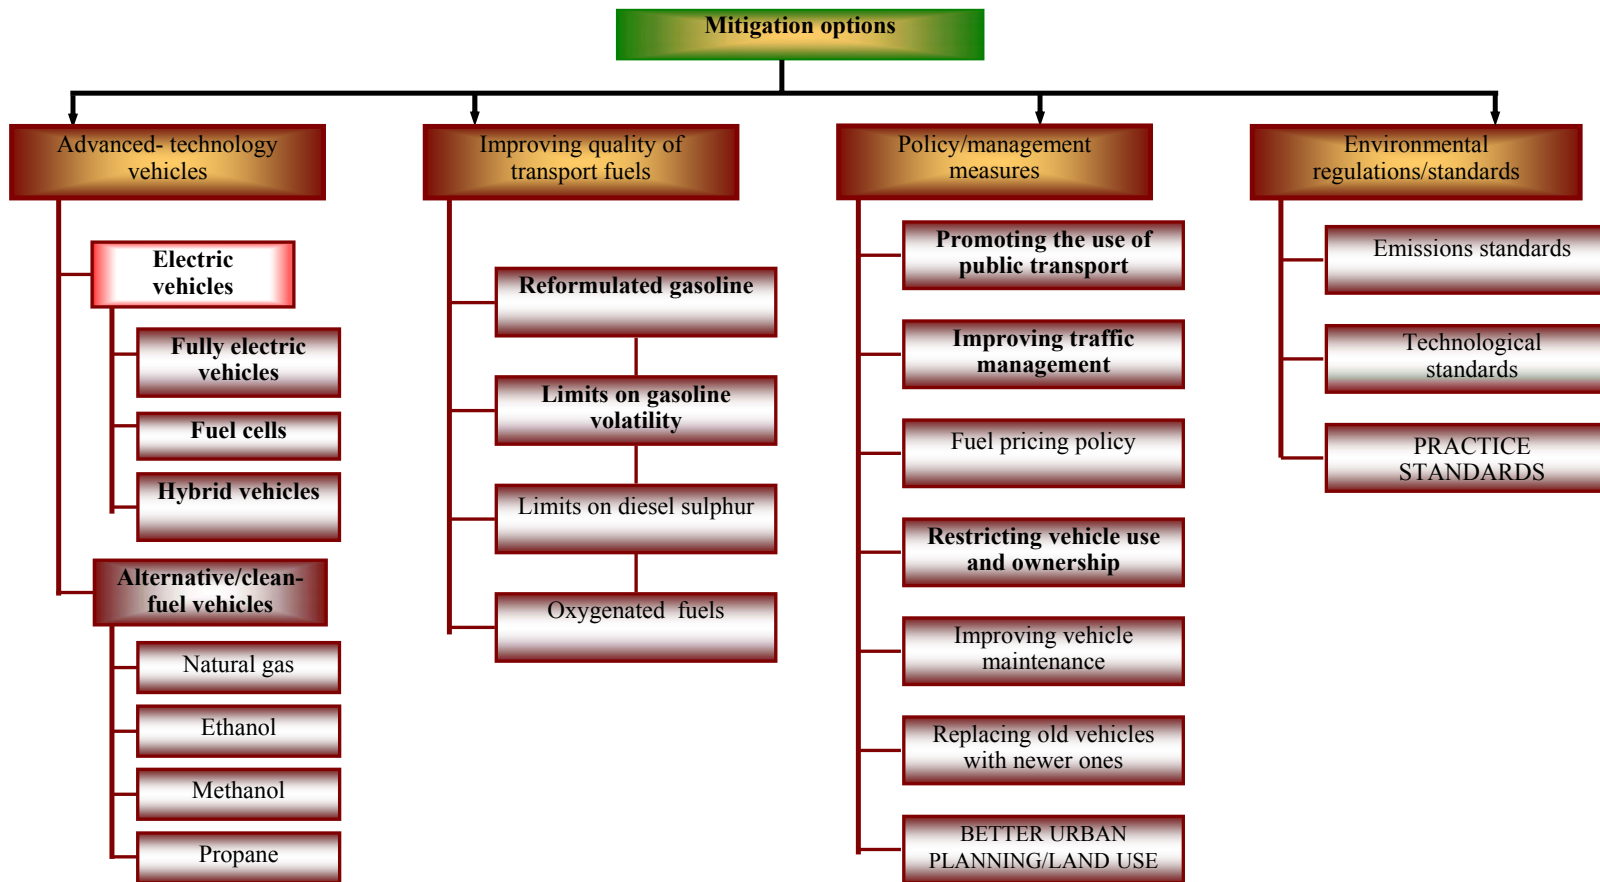 Mitigation options
Advanced- technology
vehicles
Electric
vehicles
Fully electric
vehicles
Fuel cells
Hybrid vehicles
Alternative/clean-
fuel vehicles
Natural gas
Ethanol
Methanol
Propane
Improving quality of
transport fuels
Reformulated gasoline
Limits on gasoline
volatility
Limits on diesel sulphur
Oxygenated fuels
Policy/management
measures
Promoting the use of
public transport
Improving traffic
management
Fuel pricing policy
Restricting vehicle use
and ownership
Improving vehicle
maintenance
Replacing old vehicles
with newer ones
BETTER URBAN
PLANNING/LAND USE
Environmental
regulations/standards
Emissions standards
Technological
standards
PRACTICE
STANDARDS